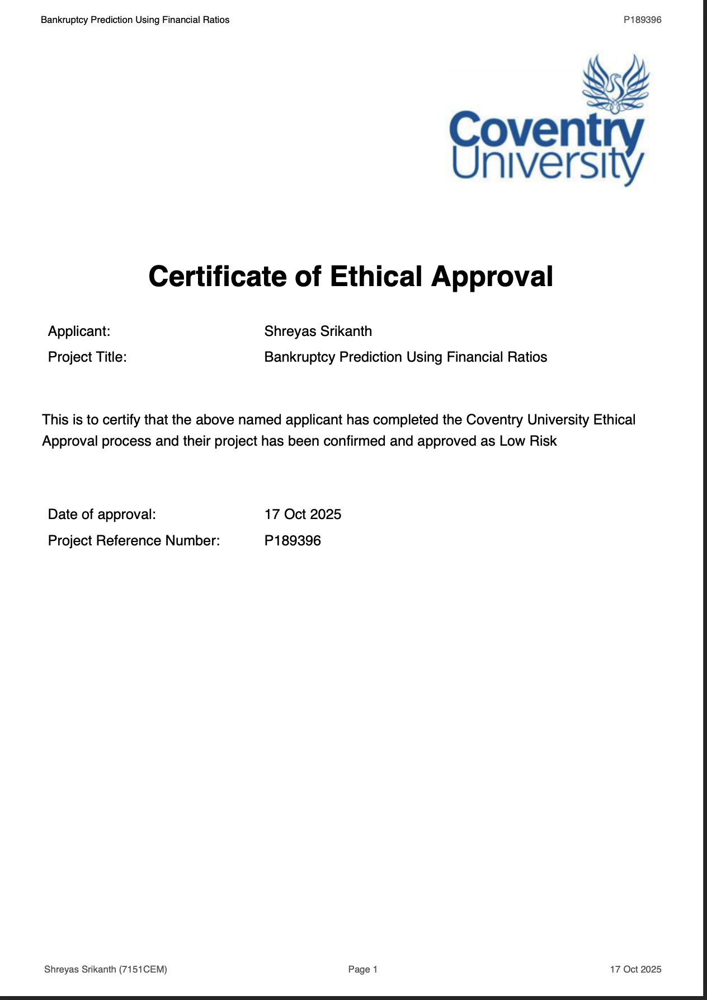 Bankruptcy Prediction Using Financial Ratios P189396
Coventry
University
Certificate of Ethical Approval
Applicant: Shreyas Srikanth
Project Title: Bankruptcy Prediction Using Financial Ratios
This is to certify that the above named applicant has completed the Coventry University Ethical
Approval process and their project has been confirmed and approved as Low Risk
Date of approval: 17 Oct 2025
Project Reference Number: P189396
Shreyas Srikanth (7151CEM) Page 1 17 Oct 2025